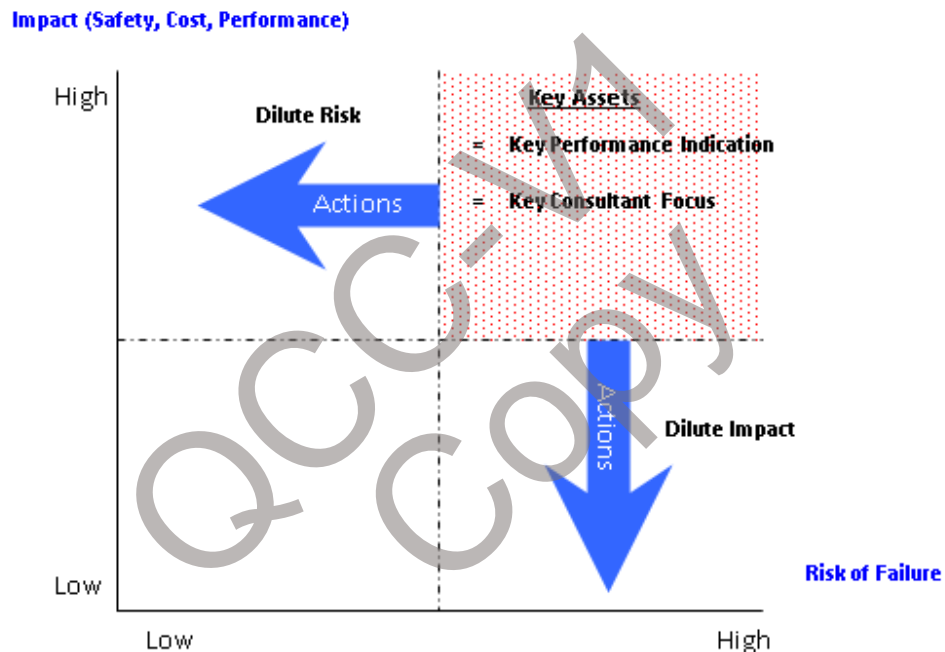 Impact (Safety, Cost, Performance)
High
Dilute Risk
Key Assets
= Key Performance Indication
Actions
= Key Consultant Focus
Actions
Dilute Impact
Risk of Failure
Low
Low
High
QCC-V1
Copy